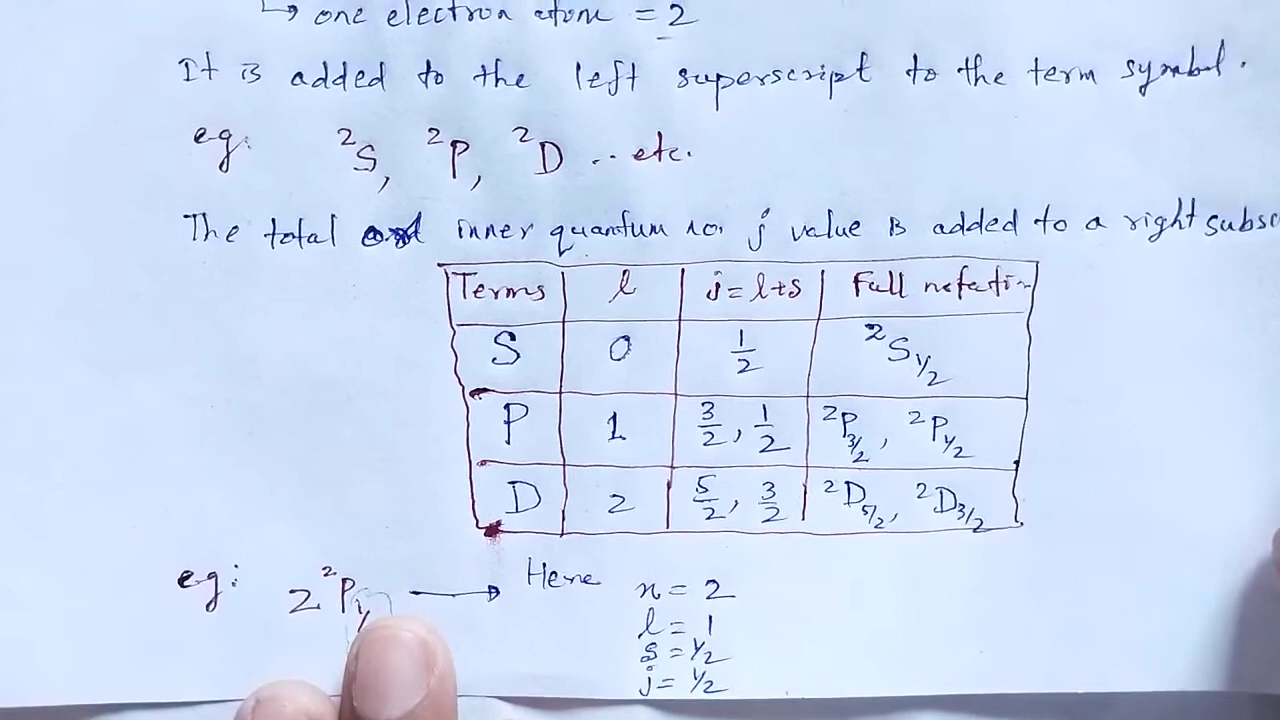 ↳ one electron atom = 2
It is added to the left superscript to the term symbol.
eg: ²S, ²P, ²D ... etc.
The total inner quantum no. j value is added to a right subsc
Terms | l | j = l±s | Full notation
S | 0 | 1/2 | ²S₁/₂
P | 1 | 3/2, 1/2 | ²P₃/₂, ²P₁/₂
D | 2 | 5/2, 3/2 | ²D₅/₂, ²D₃/₂
eg: 2 ²P₁/ → Here n = 2
l = 1
s = 1/2
j = 1/2